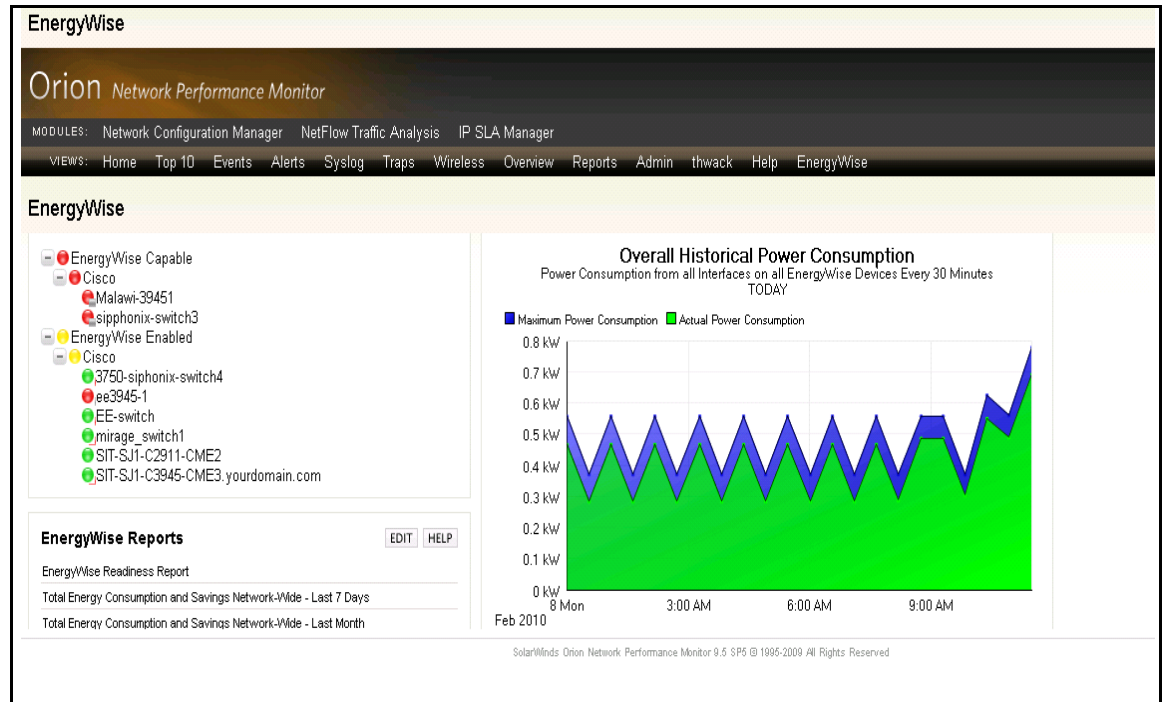 EnergyWise
Orion Network Performance Monitor
MODULES: Network Configuration Manager NetFlow Traffic Analysis IP SLA Manager
VIEWS: Home Top 10 Events Alerts Syslog Traps Wireless Overview Reports Admin thwack Help EnergyWise
EnergyWise
EnergyWise Capable
Cisco
Malawi-39451
sipphonix-switch3
EnergyWise Enabled
Cisco
3750-siphonix-switch4
ee3945-1
EE-switch
mirage_switch1
SIT-SJ1-C2911-CME2
SIT-SJ1-C3945-CME3.yourdomain.com
EnergyWise Reports EDIT HELP
EnergyWise Readiness Report
Total Energy Consumption and Savings Network-Wide - Last 7 Days
Total Energy Consumption and Savings Network-Wide - Last Month
Overall Historical Power Consumption
Power Consumption from all Interfaces on all EnergyWise Devices Every 30 Minutes
TODAY
Maximum Power Consumption Actual Power Consumption
0.8 kW
0.7 kW
0.6 kW
0.5 kW
0.4 kW
0.3 kW
0.2 kW
0.1 kW
0 kW
8 Mon 3:00 AM 6:00 AM 9:00 AM
Feb 2010
SolarWinds Orion Network Performance Monitor 9.5 SP5 © 1995-2009 All Rights Reserved